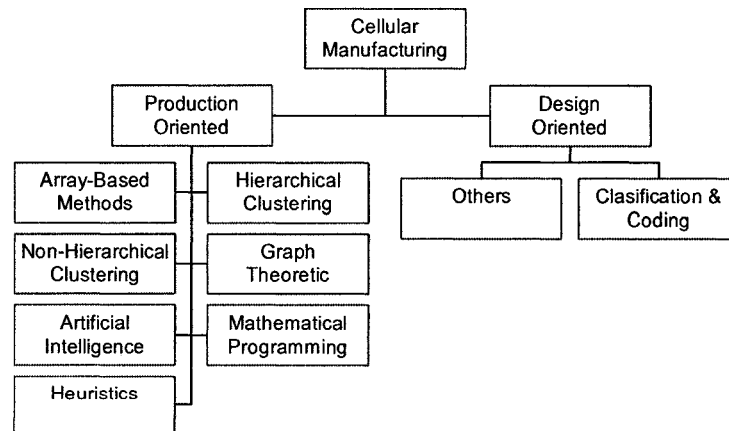 Cellular
Manufacturing
Production
Oriented
Design
Oriented
Array-Based
Methods
Hierarchical
Clustering
Others
Clasification &
Coding
Non-Hierarchical
Clustering
Graph
Theoretic
Artificial
Intelligence
Mathematical
Programming
Heuristics